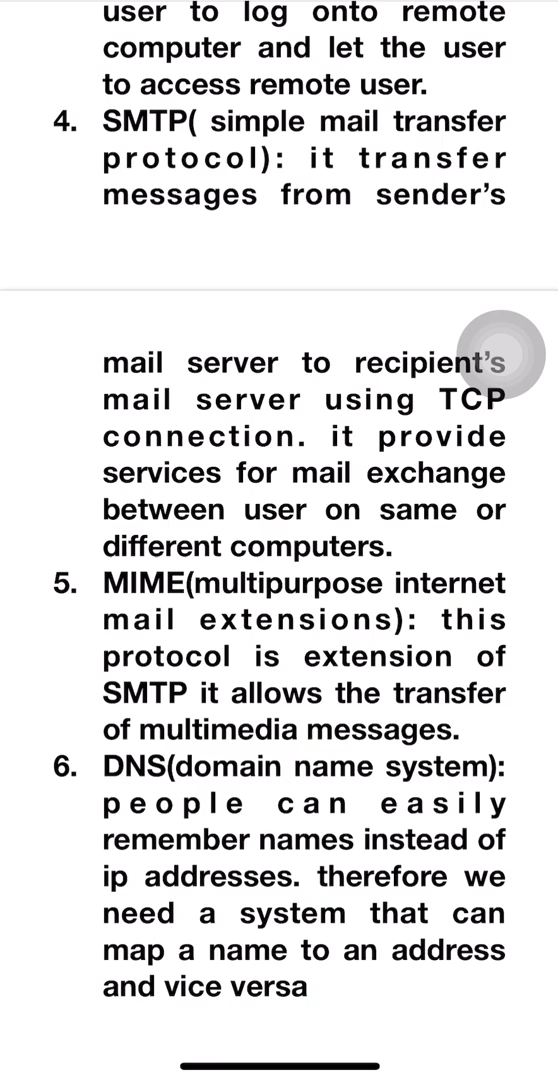 user to log onto remote
computer and let the user
to access remote user.
4. SMTP( simple mail transfer
protocol): it transfer
messages from sender’s
mail server to recipient’s
mail server using TCP
connection. it provide
services for mail exchange
between user on same or
different computers.
5. MIME(multipurpose internet
mail extensions): this
protocol is extension of
SMTP it allows the transfer
of multimedia messages.
6. DNS(domain name system):
people can easily
remember names instead of
ip addresses. therefore we
need a system that can
map a name to an address
and vice versa